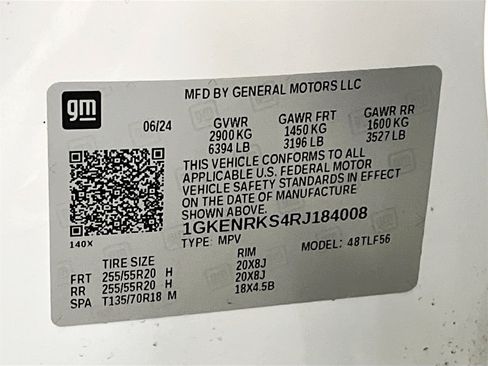 gm
MFD BY GENERAL MOTORS LLC
06/24 GVWR GAWR FRT GAWR RR
2900 KG 1450 KG 1600 KG
6394 LB 3196 LB 3527 LB
THIS VEHICLE CONFORMS TO ALL
APPLICABLE U.S. FEDERAL MOTOR
VEHICLE SAFETY STANDARDS IN EFFECT
ON THE DATE OF MANUFACTURE
SHOWN ABOVE.
1GKENRKS4RJ184008
140X TYPE: MPV MODEL: 48TLF56
TIRE SIZE RIM
FRT 255/55R20 H 20X8J
RR 255/55R20 H 20X8J
SPA T135/70R18 M 18X4.5B